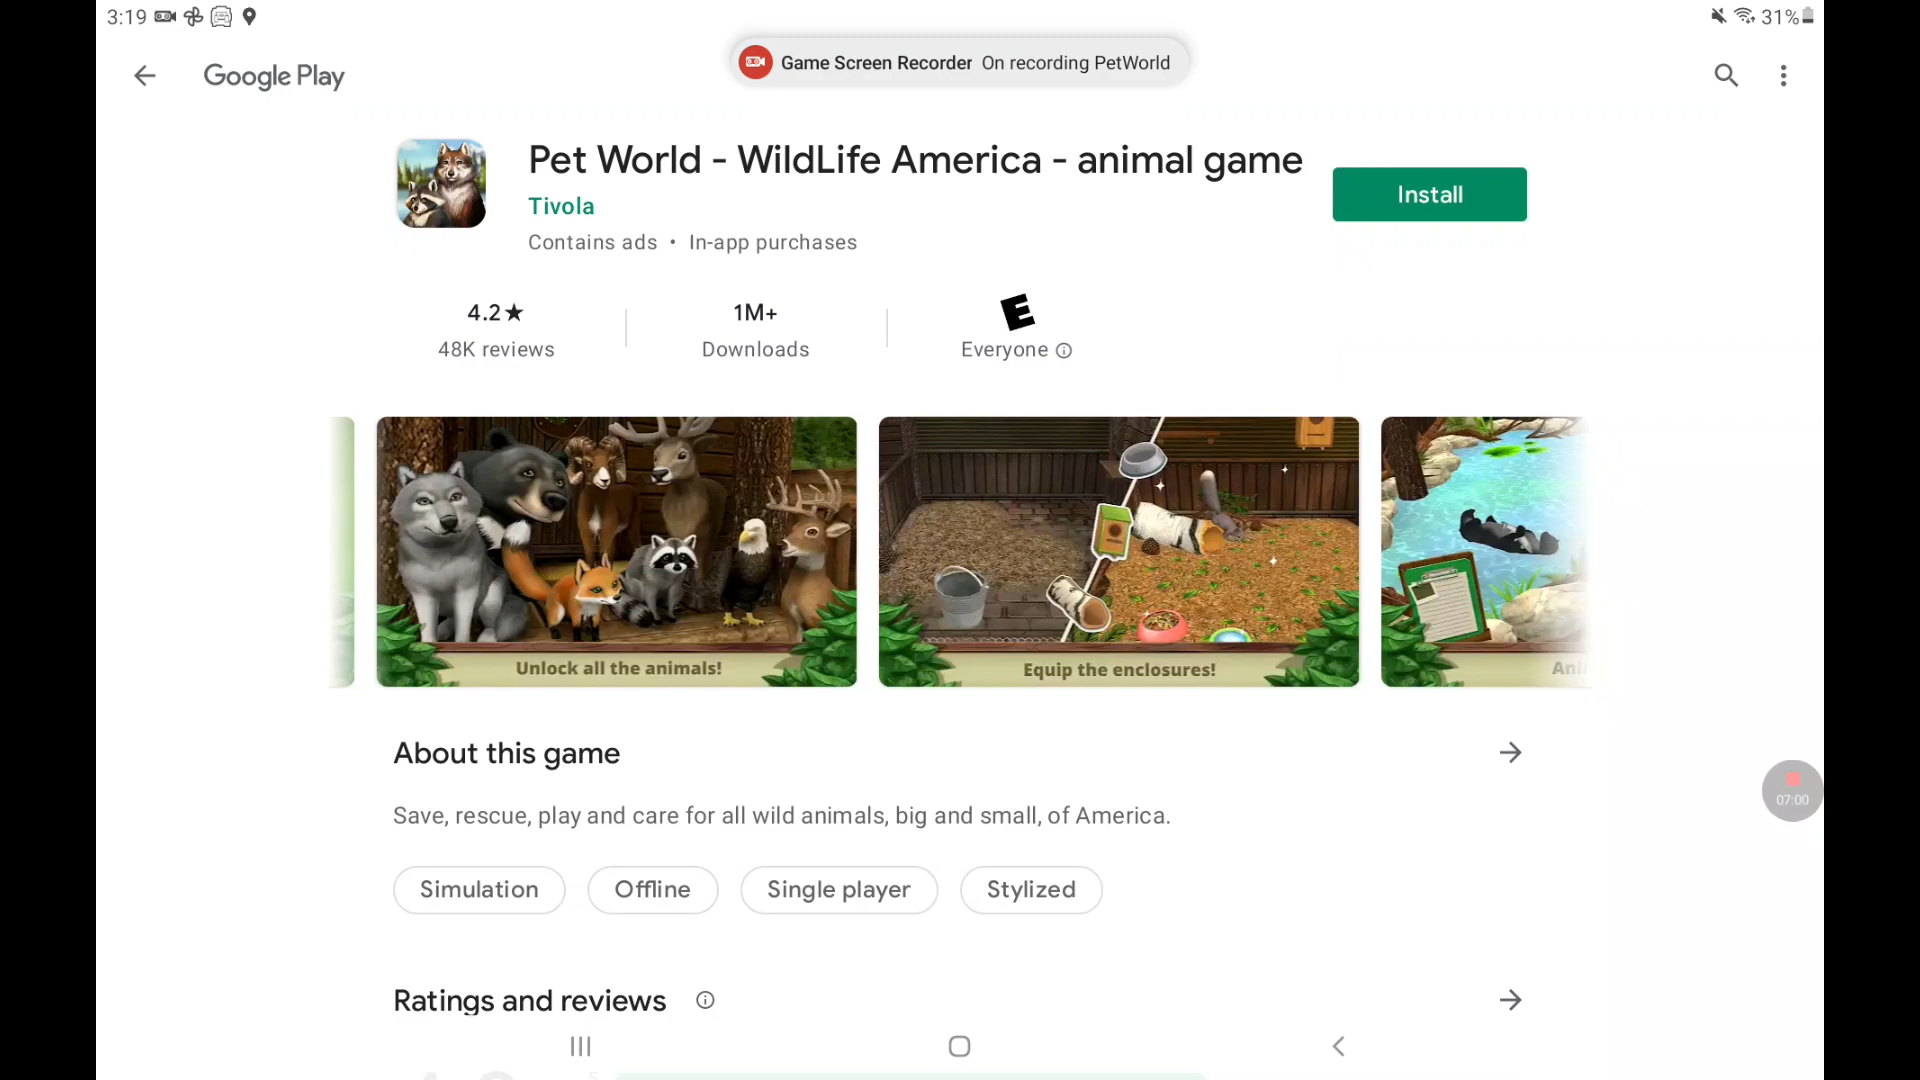 3:19
31%
Game Screen Recorder On recording PetWorld
Google Play
Pet World - WildLife America - animal game
Tivola
Contains ads • In-app purchases
Install
4.2★
48K reviews
1M+
Downloads
E
Everyone
Unlock all the animals!
Equip the enclosures!
About this game
Save, rescue, play and care for all wild animals, big and small, of America.
07:00
Simulation
Offline
Single player
Stylized
Ratings and reviews
5